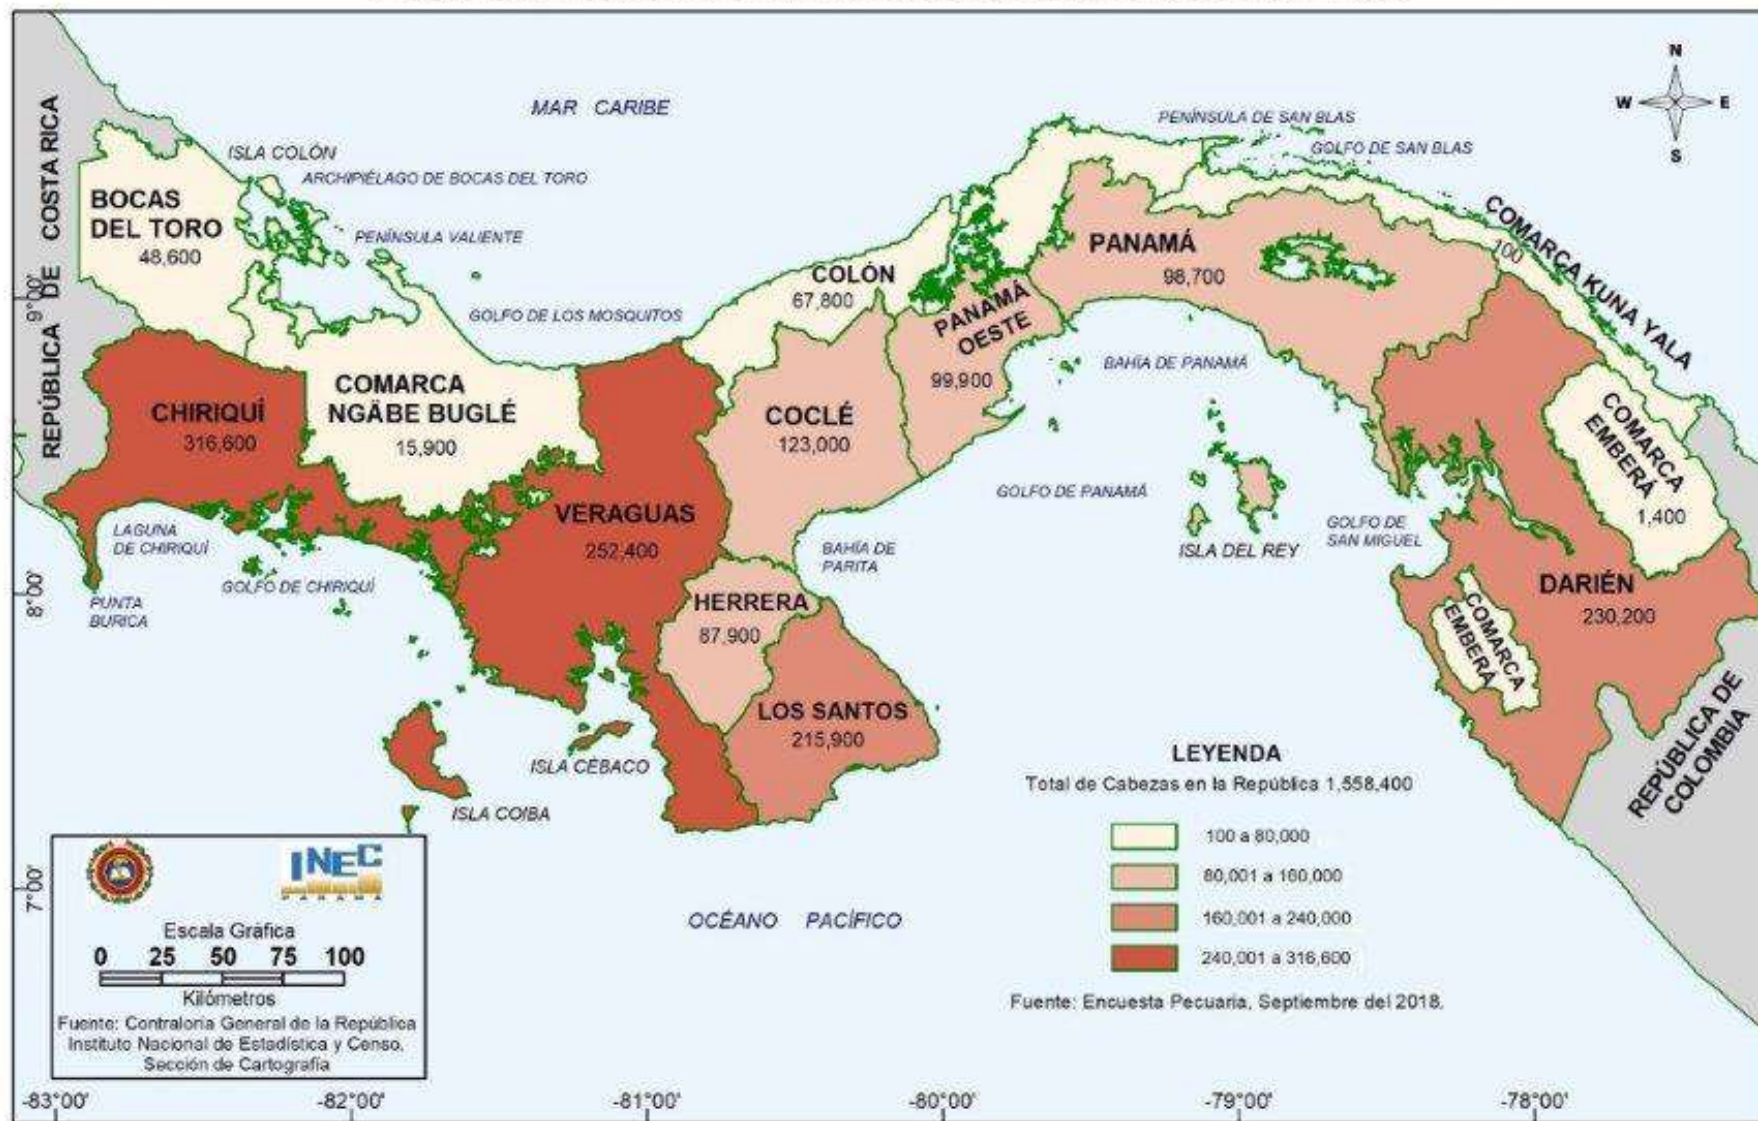 N
W E
S
MAR CARIBE
REPÚBLICA DE COSTA RICA
PENÍNSULA DE SAN BLAS
GOLFO DE SAN BLAS
ISLA COLÓN
ARCHIPIÉLAGO DE BOCAS DEL TORO
BOCAS
DEL TORO
48,600
PENÍNSULA VALIENTE
COMARCA KUNA YALA
100
PANAMÁ
98,700
COLÓN
67,800
PANAMÁ
OESTE
99,900
GOLFO DE LOS MOSQUITOS
BAHÍA DE PANAMÁ
COMARCA
NGÄBE BUGLÉ
15,900
CHIRIQUÍ
316,600
COCLÉ
123,000
COMARCA
EMBERÁ
1,400
GOLFO DE PANAMÁ
VERAGUAS
252,400
LAGUNA
DE CHIRIQUÍ
GOLFO DE
SAN MIGUEL
ISLA DEL REY
BAHÍA DE
PARITA
GOLFO DE CHIRIQUÍ
PUNTA
BURICA
HERRERA
87,900
DARIÉN
230,200
COMARCA
EMBERÁ
LOS SANTOS
215,900
REPÚBLICA DE
COLOMBIA
ISLA CÉBACO
ISLA COIBA
LEYENDA
Total de Cabezas en la República 1,558,400
100 a 80,000
80,001 a 160,000
160,001 a 240,000
240,001 a 316,600
Fuente: Encuesta Pecuaria, Septiembre del 2018.
OCÉANO PACÍFICO
INEC
PANAMÁ
Escala Gráfica
0 25 50 75 100
Kilómetros
Fuente: Contraloría General de la República
Instituto Nacional de Estadística y Censo.
Sección de Cartografía
9°00'
8°00'
7°00'
-83°00' -82°00' -81°00' -80°00' -79°00' -78°00'